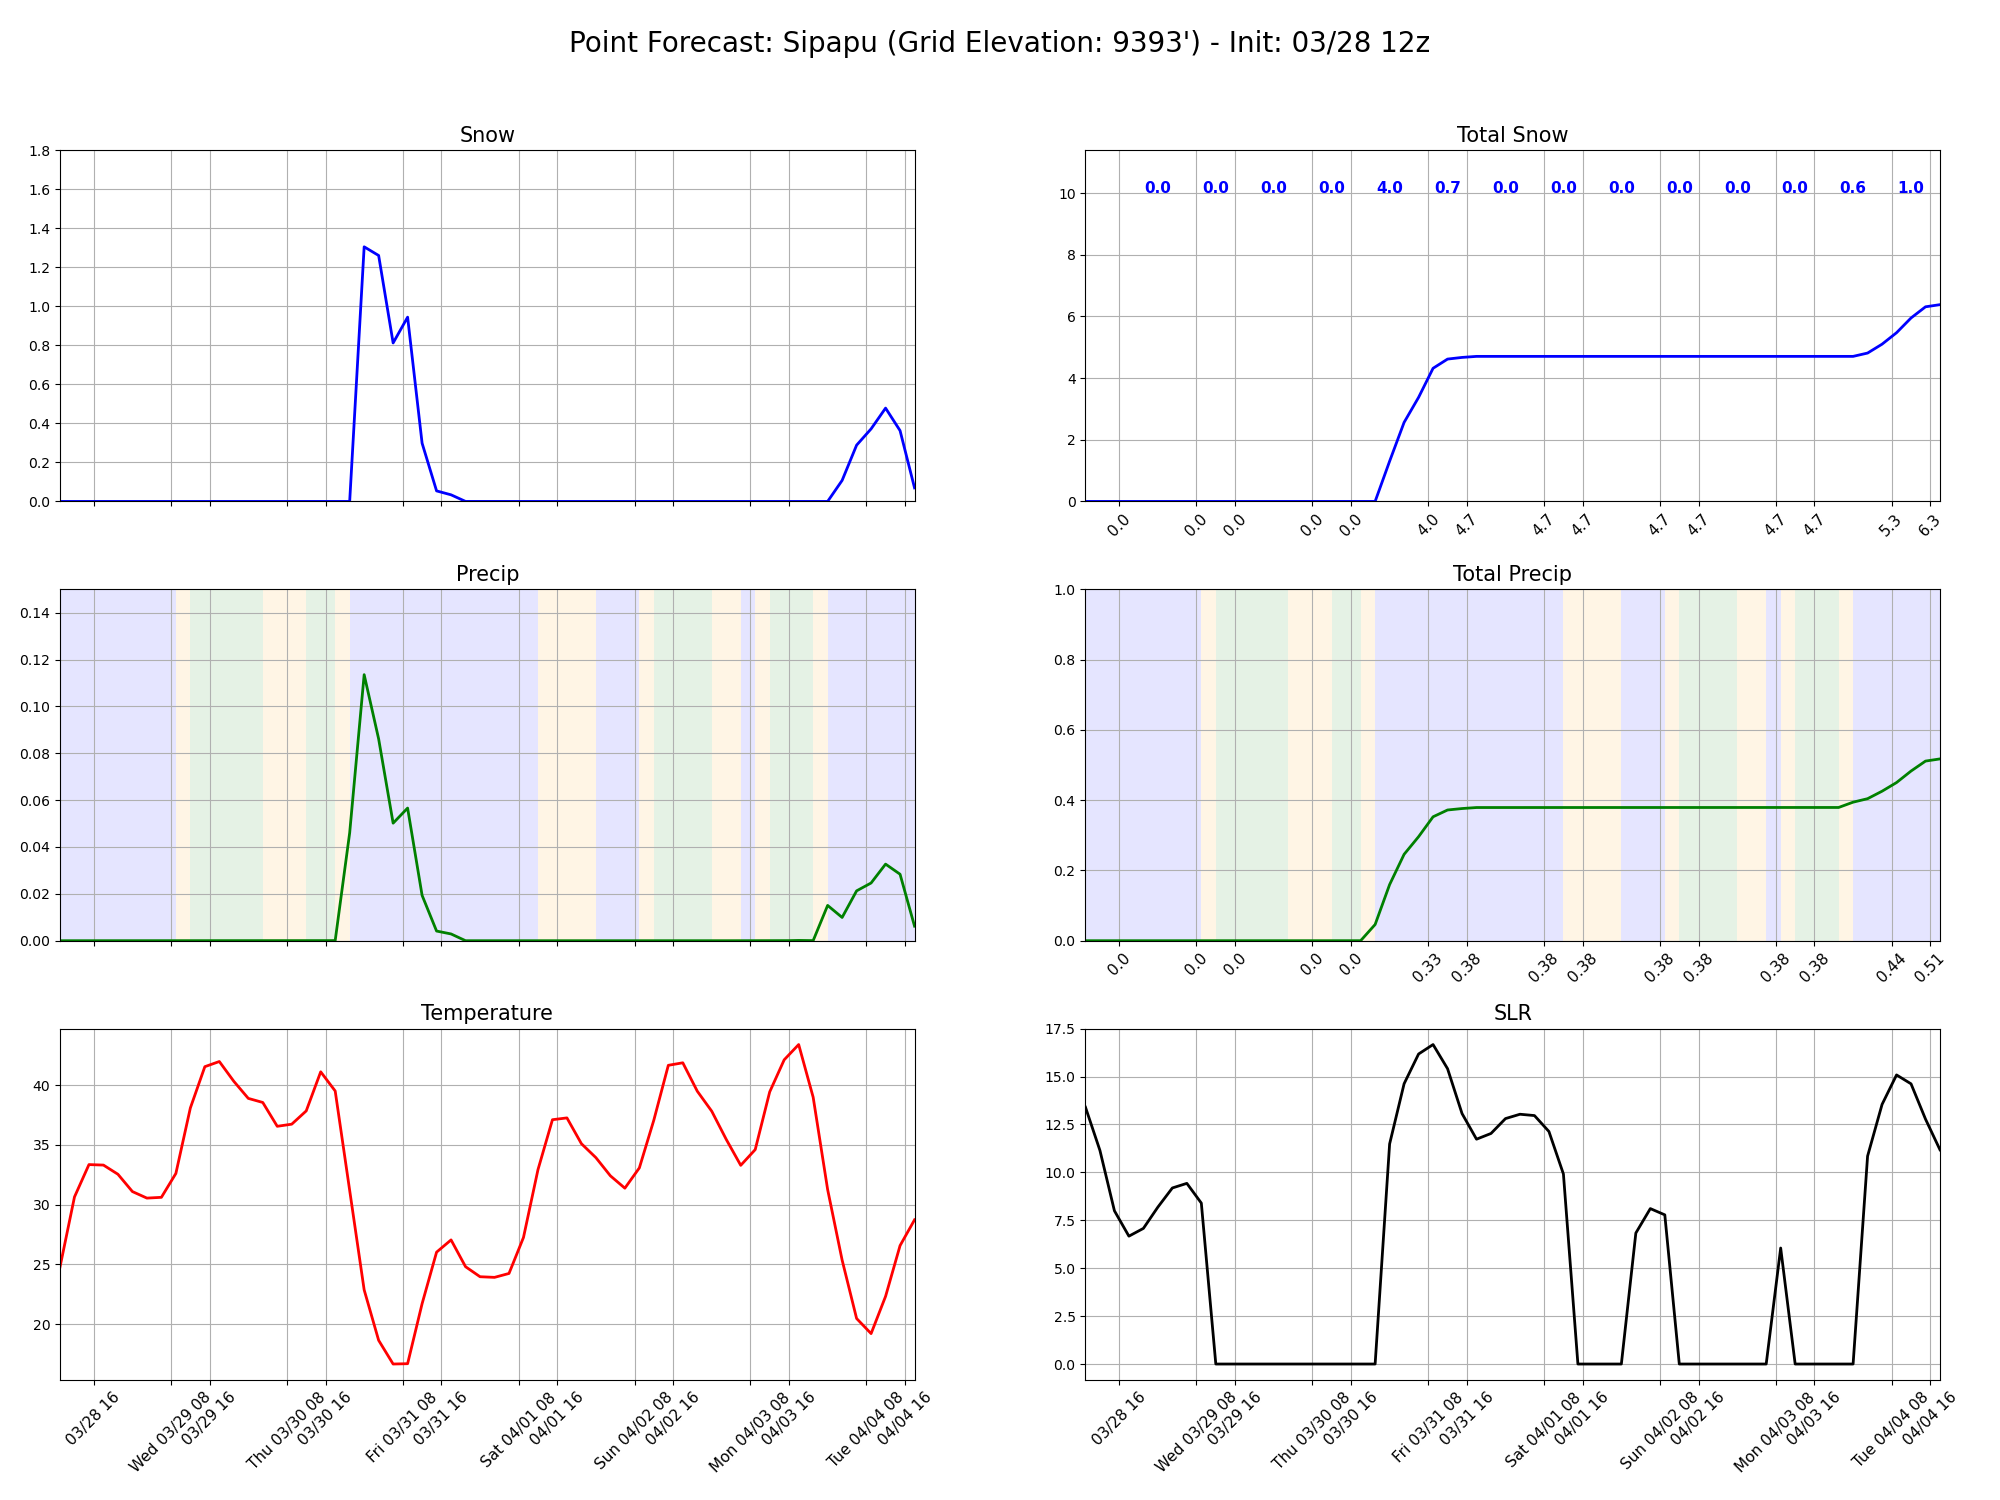 Point Forecast: Sipapu (Grid Elevation: 9393') - Init: 03/28 12z
Snow
1.8
1.6
1.4
1.2
1.0
0.8
0.6
0.4
0.2
0.0
Total Snow
0.0 0.0 0.0 0.0 4.0 0.7 0.0 0.0 0.0 0.0 0.0 0.0 0.6 1.0
10
8
6
4
2
0
0.0 0.0 0.0 0.0 0.0 4.0 4.7 4.7 4.7 4.7 4.7 4.7 4.7 5.3 6.3
Precip
0.14
0.12
0.10
0.08
0.06
0.04
0.02
0.00
Total Precip
1.0
0.8
0.6
0.4
0.2
0.0
0.0 0.0 0.0 0.0 0.0 0.33 0.38 0.38 0.38 0.38 0.38 0.38 0.38 0.44 0.51
Temperature
40
35
30
25
20
03/28 16
Wed 03/29 08
03/29 16
Thu 03/30 08
03/30 16
Fri 03/31 08
03/31 16
Sat 04/01 08
04/01 16
Sun 04/02 08
04/02 16
Mon 04/03 08
04/03 16
Tue 04/04 08
04/04 16
SLR
17.5
15.0
12.5
10.0
7.5
5.0
2.5
0.0
03/28 16
Wed 03/29 08
03/29 16
Thu 03/30 08
03/30 16
Fri 03/31 08
03/31 16
Sat 04/01 08
04/01 16
Sun 04/02 08
04/02 16
Mon 04/03 08
04/03 16
Tue 04/04 08
04/04 16